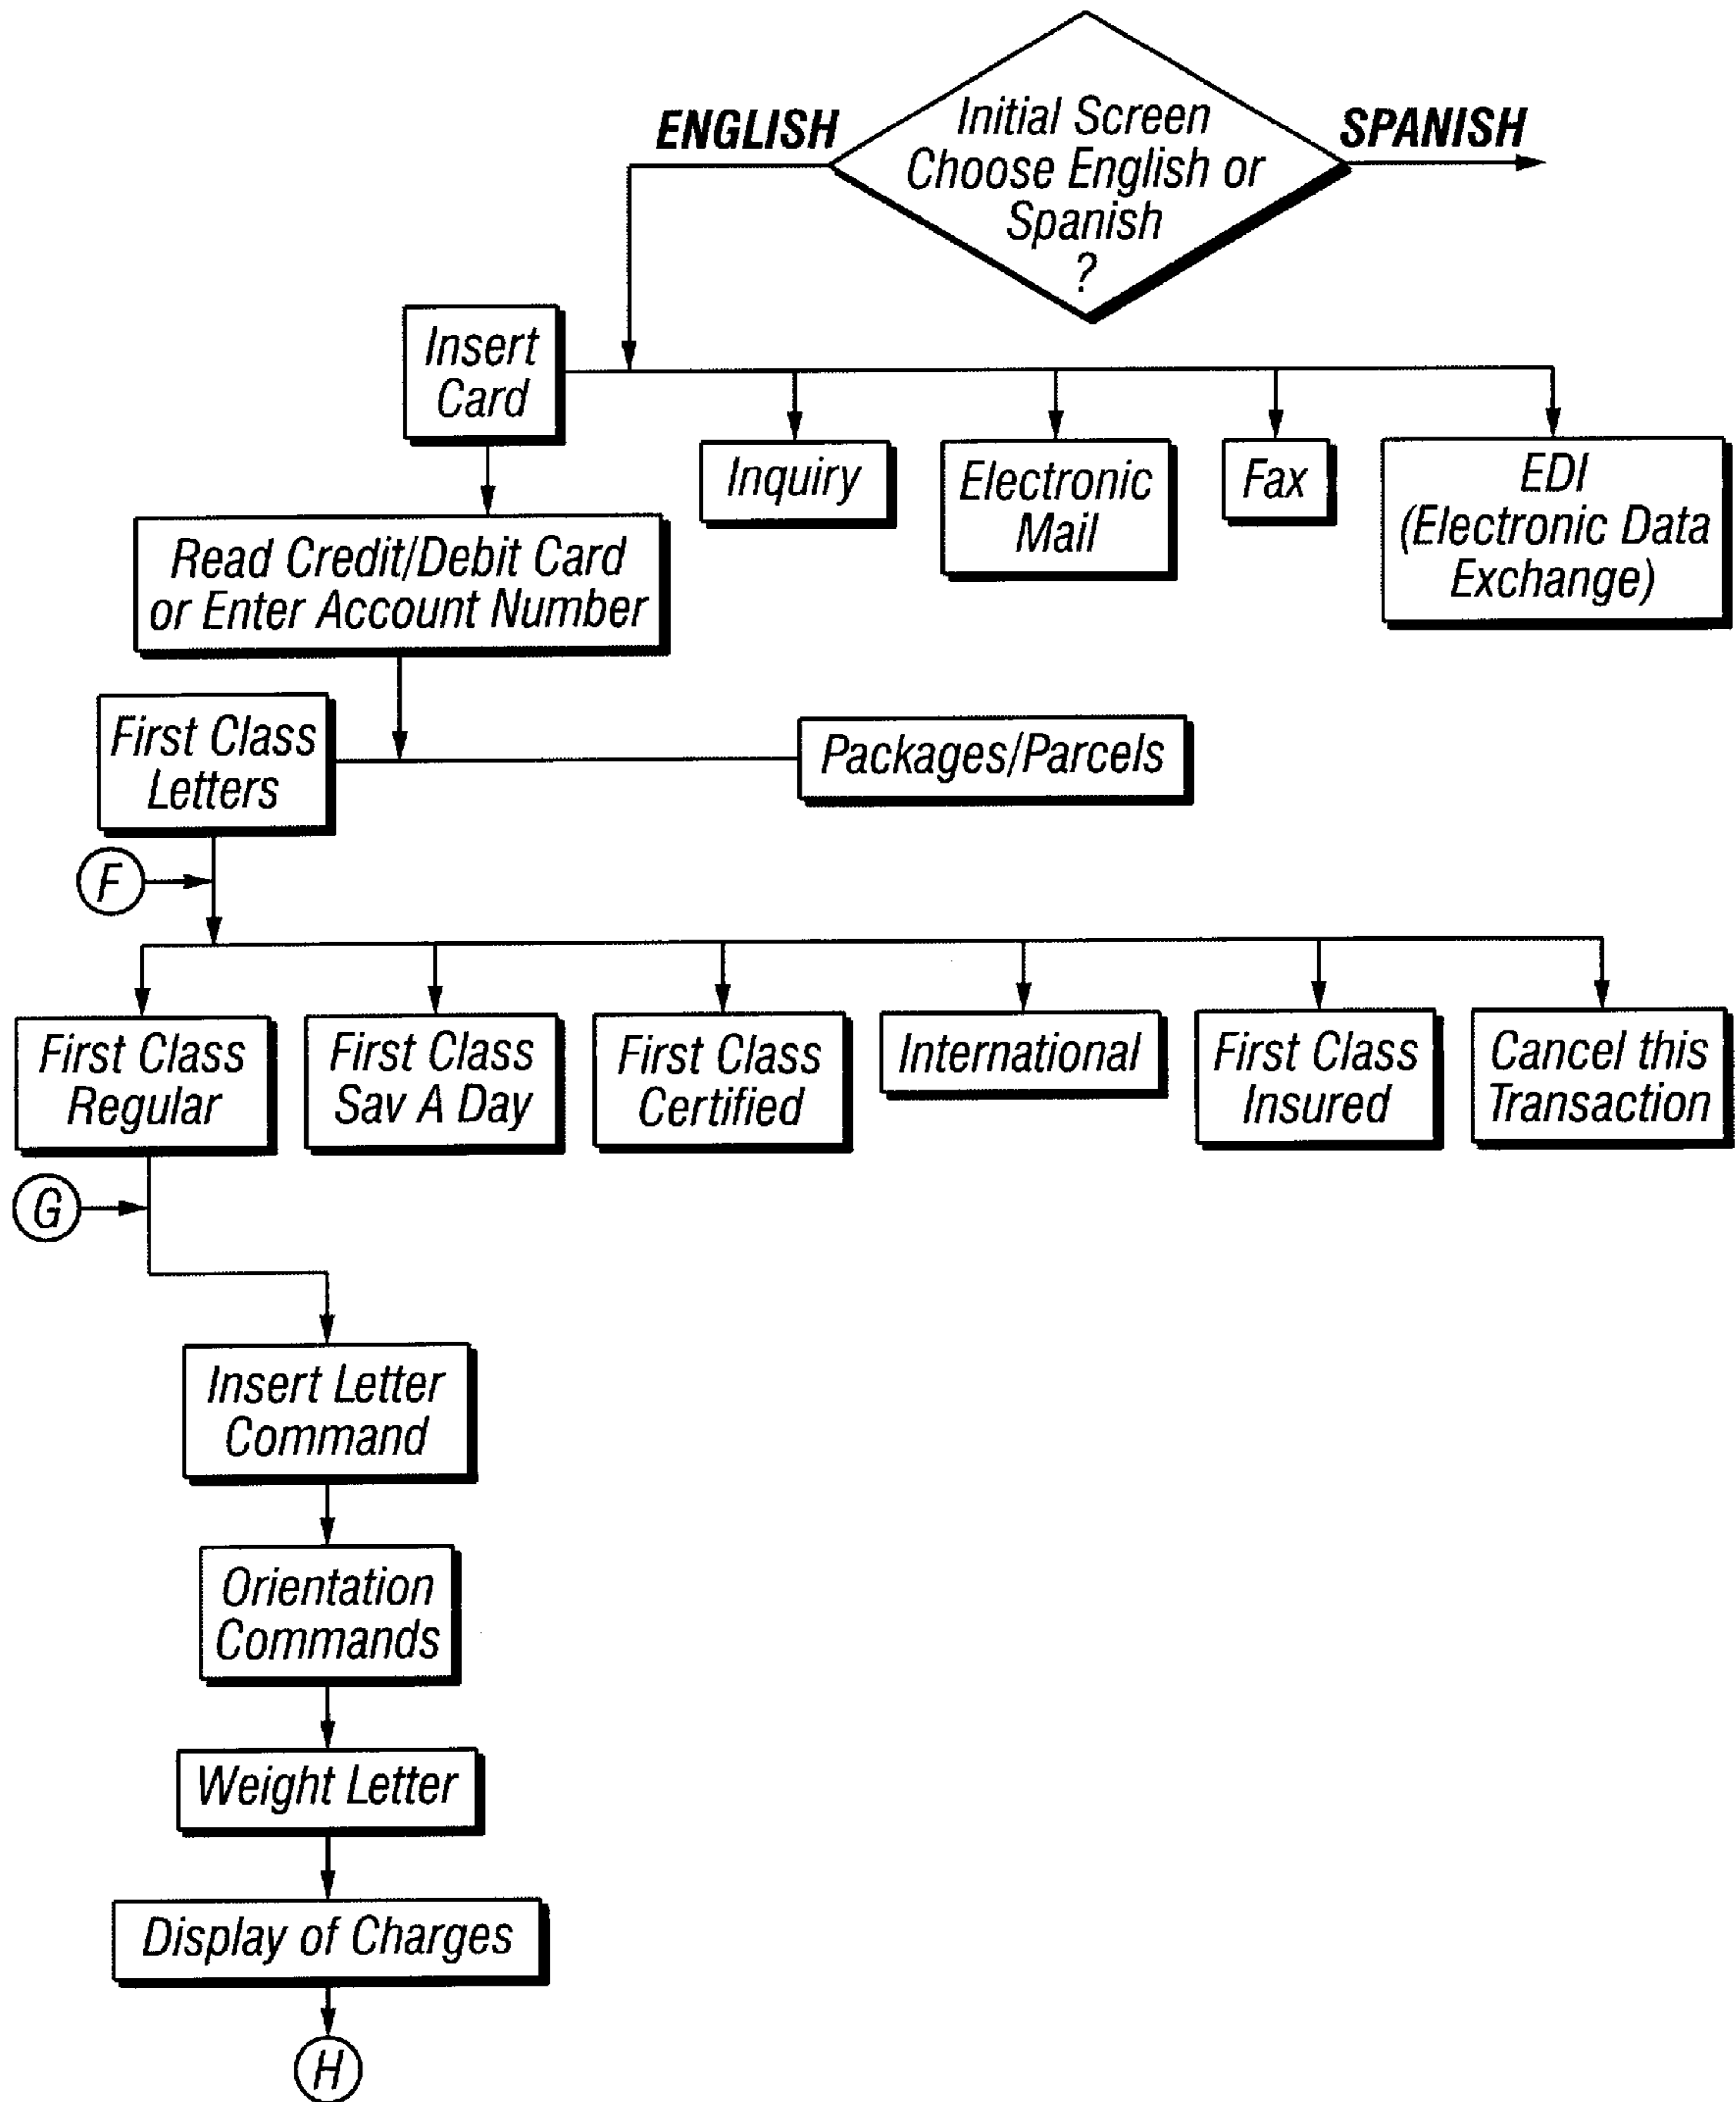 Initial Screen
Choose English or
Spanish
?
ENGLISH
SPANISH
Insert
Card
Inquiry
Electronic
Mail
Fax
EDI
(Electronic Data
Exchange)
Read Credit/Debit Card
or Enter Account Number
First Class
Letters
Packages/Parcels
F
First Class
Regular
First Class
Sav A Day
First Class
Certified
International
First Class
Insured
Cancel this
Transaction
G
Insert Letter
Command
Orientation
Commands
Weight Letter
Display of Charges
H